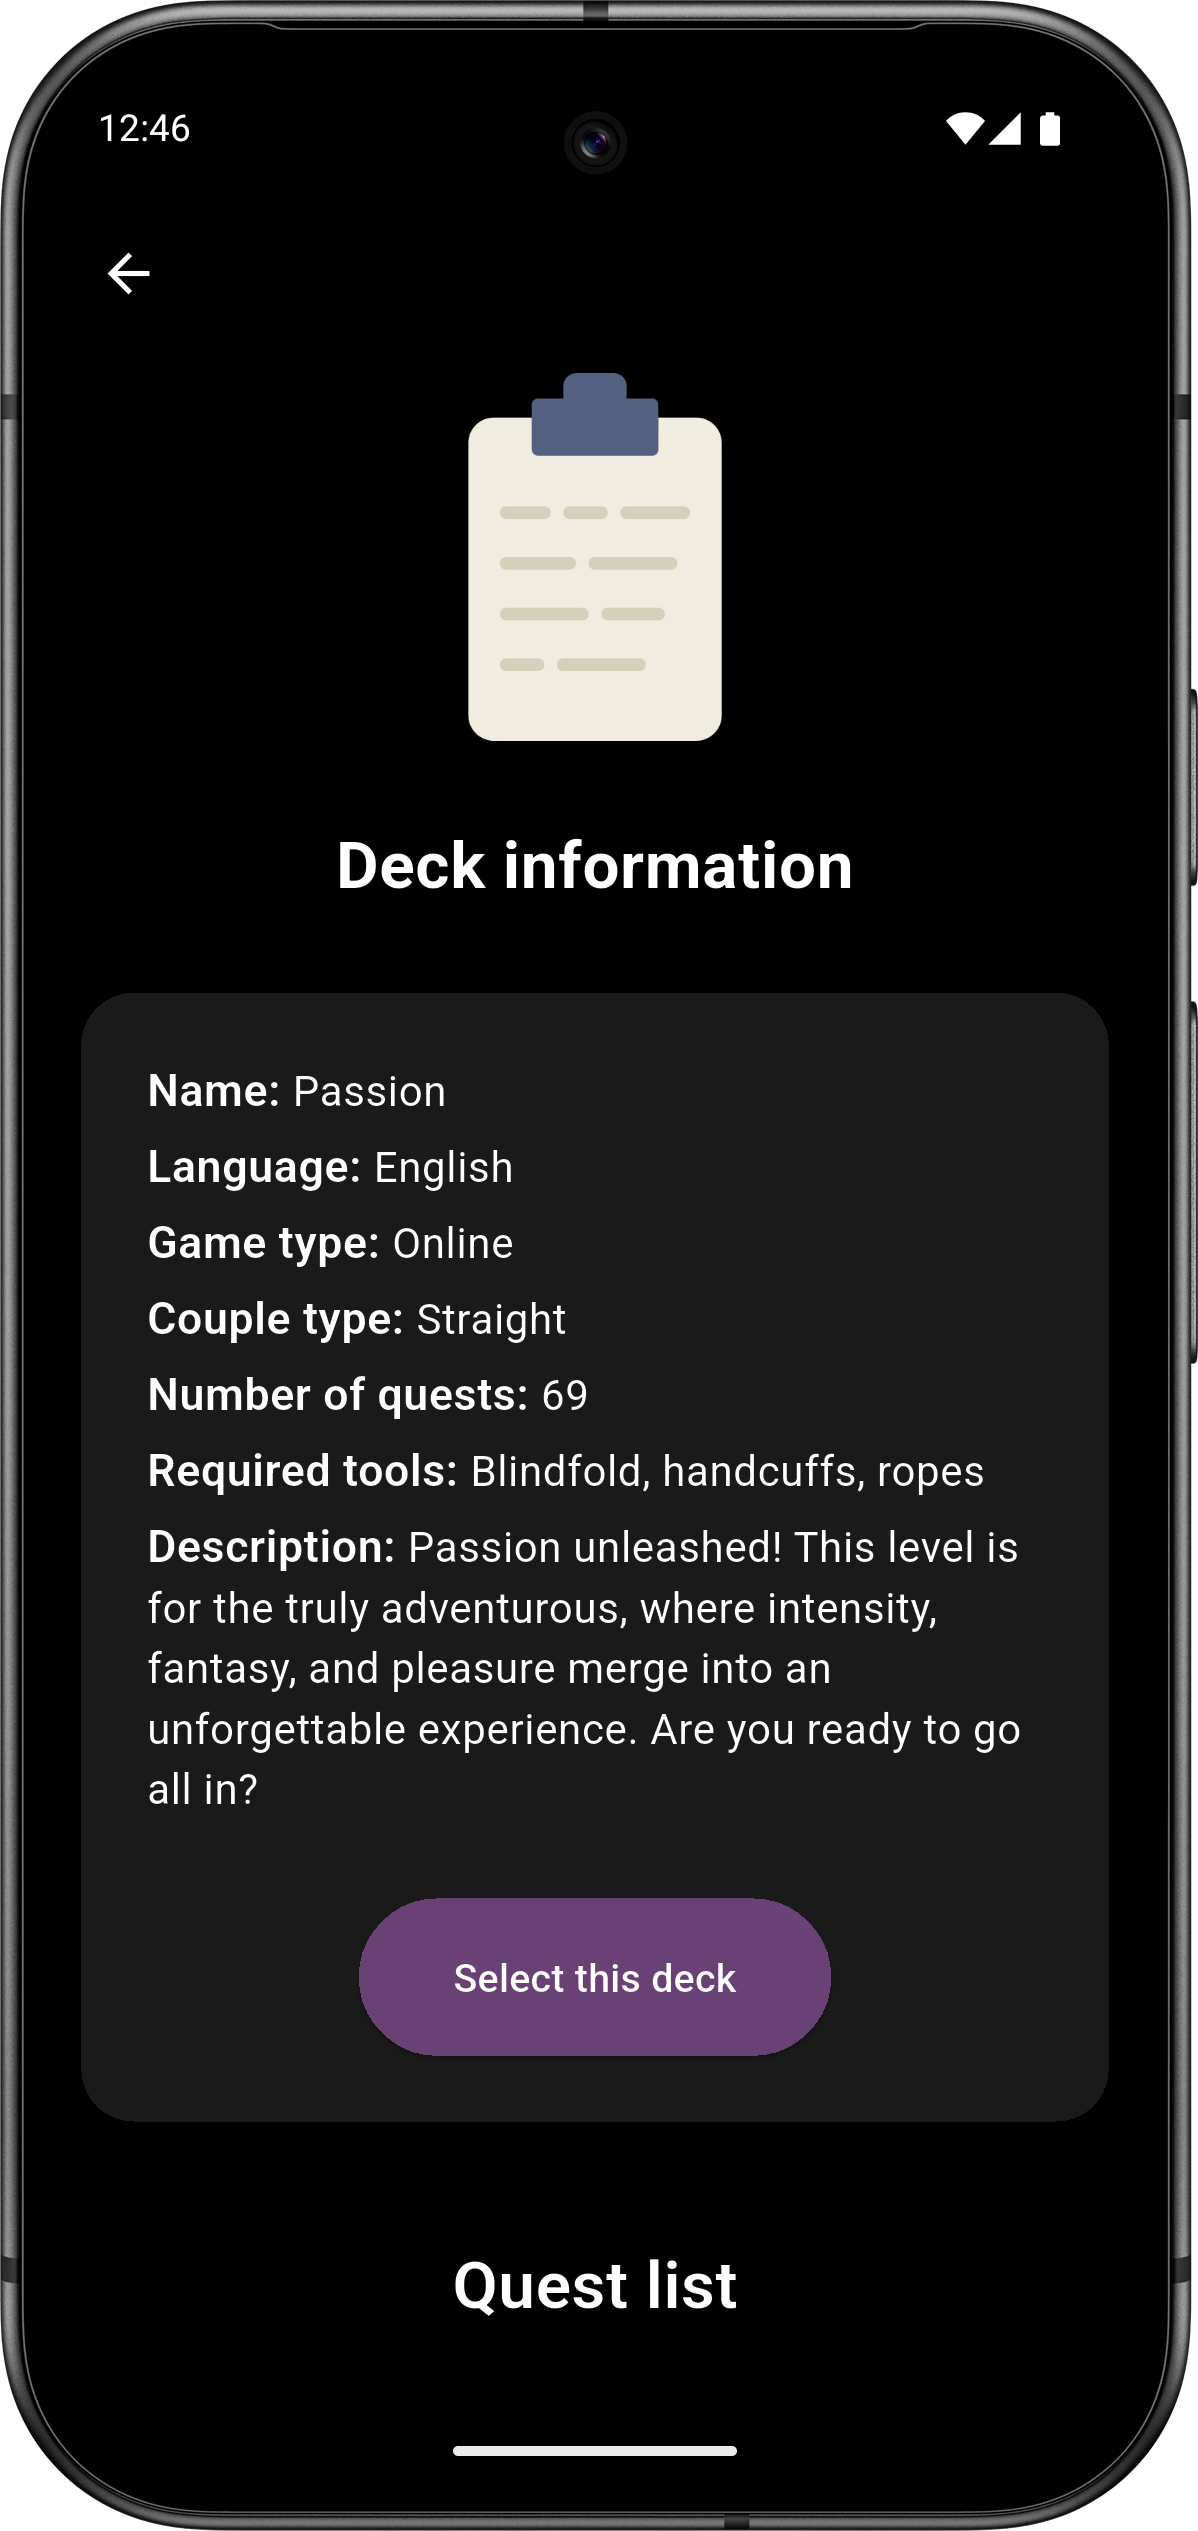 12:46
Deck information
Name: Passion
Language: English
Game type: Online
Couple type: Straight
Number of quests: 69
Required tools: Blindfold, handcuffs, ropes
Description: Passion unleashed! This level is
for the truly adventurous, where intensity,
fantasy, and pleasure merge into an
unforgettable experience. Are you ready to go
all in?
Select this deck
Quest list